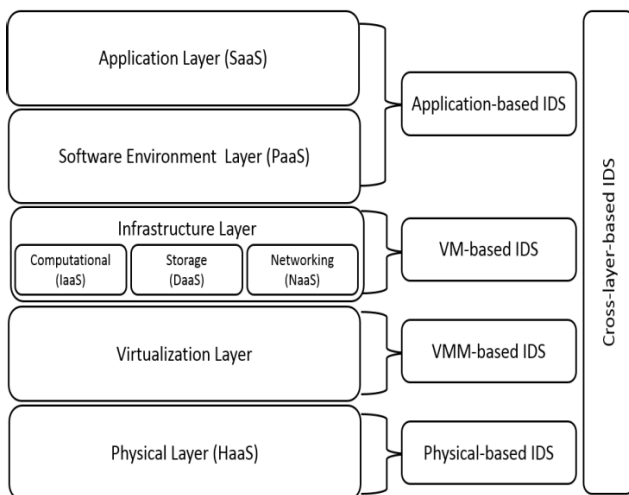 Application Layer (SaaS)
Application-based IDS
Software Environment Layer (PaaS)
Infrastructure Layer
Computational
(IaaS)
Storage
(DaaS)
Networking
(NaaS)
VM-based IDS
Virtualization Layer
VMM-based IDS
Physical Layer (HaaS)
Physical-based IDS
Cross-layer-based IDS